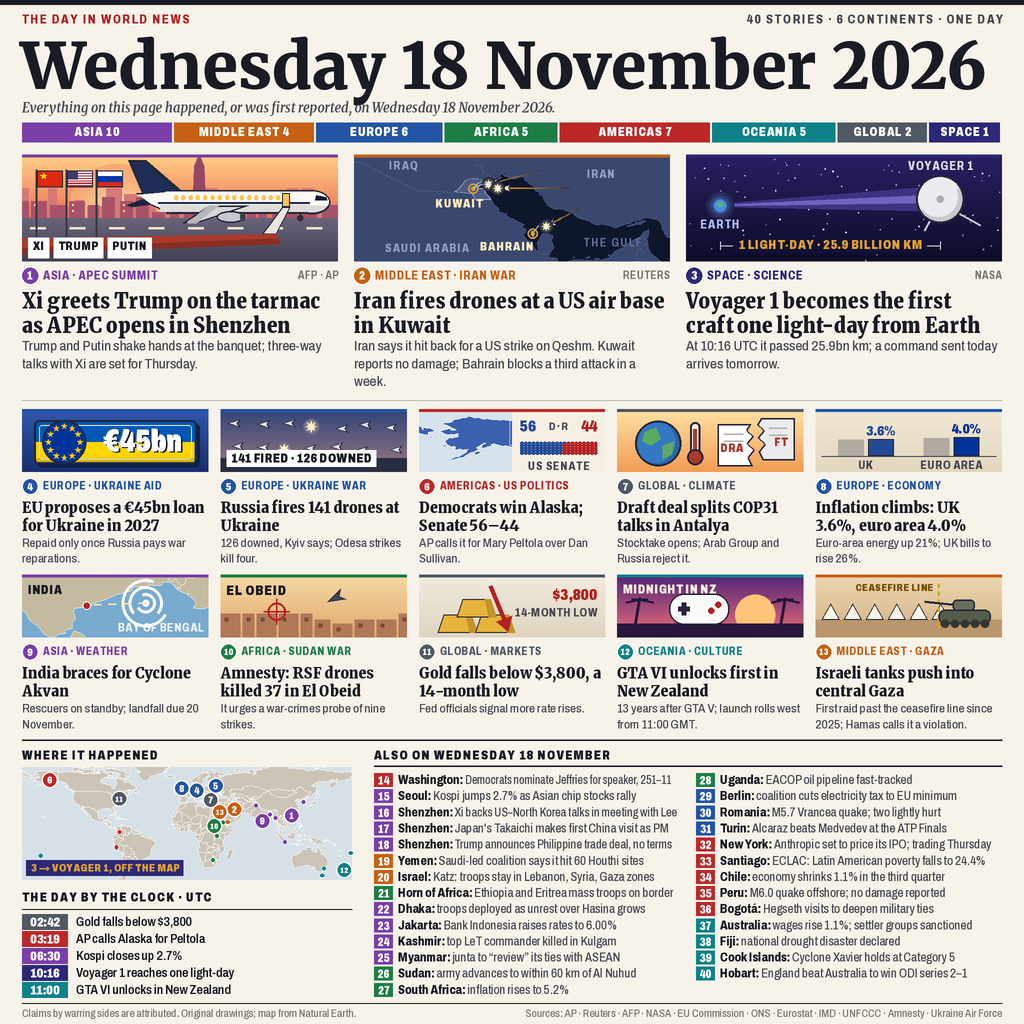 THE DAY IN WORLD NEWS
40 STORIES · 6 CONTINENTS · ONE DAY
Wednesday 18 November 2026
Everything on this page happened, or was first reported, on Wednesday 18 November 2026.
ASIA 10
MIDDLE EAST 4
EUROPE 6
AFRICA 5
AMERICAS 7
OCEANIA 5
GLOBAL 2
SPACE 1
XI
TRUMP
PUTIN
1 ASIA · APEC SUMMIT
AFP · AP
Xi greets Trump on the tarmac
as APEC opens in Shenzhen
Trump and Putin shake hands at the banquet; three-way
talks with Xi are set for Thursday.
IRAQ
IRAN
KUWAIT
SAUDI ARABIA
BAHRAIN
THE GULF
2 MIDDLE EAST · IRAN WAR
REUTERS
Iran fires drones at a US air base
in Kuwait
Iran says it hit back for a US strike on Qeshm. Kuwait
reports no damage; Bahrain blocks a third attack in a
week.
VOYAGER 1
EARTH
1 LIGHT-DAY · 25.9 BILLION KM
3 SPACE · SCIENCE
NASA
Voyager 1 becomes the first
craft one light-day from Earth
At 10:16 UTC it passed 25.9bn km; a command sent today
arrives tomorrow.
€45bn
4 EUROPE · UKRAINE AID
EU proposes a €45bn loan
for Ukraine in 2027
Repaid only once Russia pays war
reparations.
141 FIRED · 126 DOWNED
5 EUROPE · UKRAINE WAR
Russia fires 141 drones at
Ukraine
126 downed, Kyiv says; Odesa strikes
kill four.
56 D·R 44
US SENATE
6 AMERICAS · US POLITICS
Democrats win Alaska;
Senate 56–44
AP calls it for Mary Peltola over Dan
Sullivan.
DRA
FT
7 GLOBAL · CLIMATE
Draft deal splits COP31
talks in Antalya
Stocktake opens; Arab Group and
Russia reject it.
3.6%
4.0%
UK
EURO AREA
8 EUROPE · ECONOMY
Inflation climbs: UK
3.6%, euro area 4.0%
Euro-area energy up 21%; UK bills to
rise 26%.
INDIA
BAY OF BENGAL
9 ASIA · WEATHER
India braces for Cyclone
Akvan
Rescuers on standby; landfall due 20
November.
EL OBEID
10 AFRICA · SUDAN WAR
Amnesty: RSF drones
killed 37 in El Obeid
It urges a war-crimes probe of nine
strikes.
$3,800
14-MONTH LOW
11 GLOBAL · MARKETS
Gold falls below $3,800, a
14-month low
Fed officials signal more rate rises.
MIDNIGHT IN NZ
12 OCEANIA · CULTURE
GTA VI unlocks first in
New Zealand
13 years after GTA V; launch rolls west
from 11:00 GMT.
CEASEFIRE LINE
13 MIDDLE EAST · GAZA
Israeli tanks push into
central Gaza
First raid past the ceasefire line since
2025; Hamas calls it a violation.
WHERE IT HAPPENED
6
11
8
4
5
7
13
2
10
9
1
12
3 → VOYAGER 1, OFF THE MAP
THE DAY BY THE CLOCK · UTC
02:42 Gold falls below $3,800
03:19 AP calls Alaska for Peltola
06:30 Kospi closes up 2.7%
10:16 Voyager 1 reaches one light-day
11:00 GTA VI unlocks in New Zealand
ALSO ON WEDNESDAY 18 NOVEMBER
14 Washington: Democrats nominate Jeffries for speaker, 251–11
15 Seoul: Kospi jumps 2.7% as Asian chip stocks rally
16 Shenzhen: Xi backs US–North Korea talks in meeting with Lee
17 Shenzhen: Japan's Takaichi makes first China visit as PM
18 Shenzhen: Trump announces Philippine trade deal, no terms
19 Yemen: Saudi-led coalition says it hit 60 Houthi sites
20 Israel: Katz: troops stay in Lebanon, Syria, Gaza zones
21 Horn of Africa: Ethiopia and Eritrea mass troops on border
22 Dhaka: troops deployed as unrest over Hasina grows
23 Jakarta: Bank Indonesia raises rates to 6.00%
24 Kashmir: top LeT commander killed in Kulgam
25 Myanmar: junta to “review” its ties with ASEAN
26 Sudan: army advances to within 60 km of Al Nuhud
27 South Africa: inflation rises to 5.2%
28 Uganda: EACOP oil pipeline fast-tracked
29 Berlin: coalition cuts electricity tax to EU minimum
30 Romania: M5.7 Vrancea quake; two lightly hurt
31 Turin: Alcaraz beats Medvedev at the ATP Finals
32 New York: Anthropic set to price its IPO; trading Thursday
33 Santiago: ECLAC: Latin American poverty falls to 24.4%
34 Chile: economy shrinks 1.1% in the third quarter
35 Peru: M6.0 quake offshore; no damage reported
36 Bogotá: Hegseth visits to deepen military ties
37 Australia: wages rise 1.1%; settler groups sanctioned
38 Fiji: national drought disaster declared
39 Cook Islands: Cyclone Xavier holds at Category 5
40 Hobart: England beat Australia to win ODI series 2–1
Claims by warring sides are attributed. Original drawings; map from Natural Earth.
Sources: AP · Reuters · AFP · NASA · EU Commission · ONS · Eurostat · IMD · UNFCCC · Amnesty · Ukraine Air Force